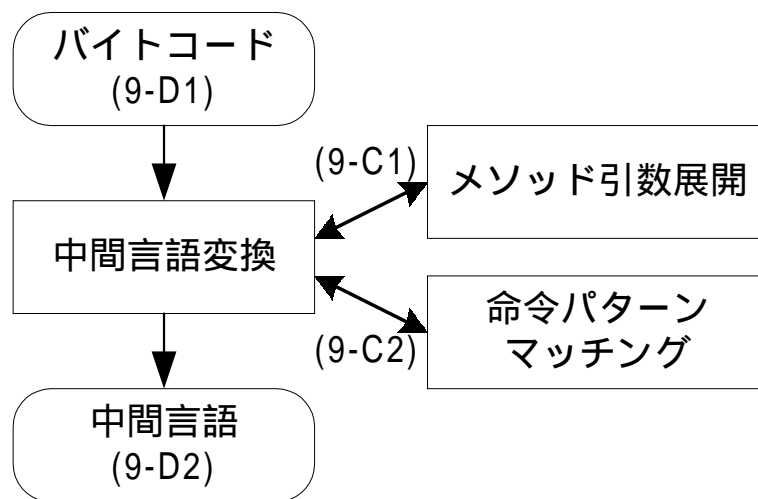 バイトコード
(9-D1)
(9-C1)
メソッド引数展開
中間言語変換
命令パターン
マッチング
(9-C2)
中間言語
(9-D2)